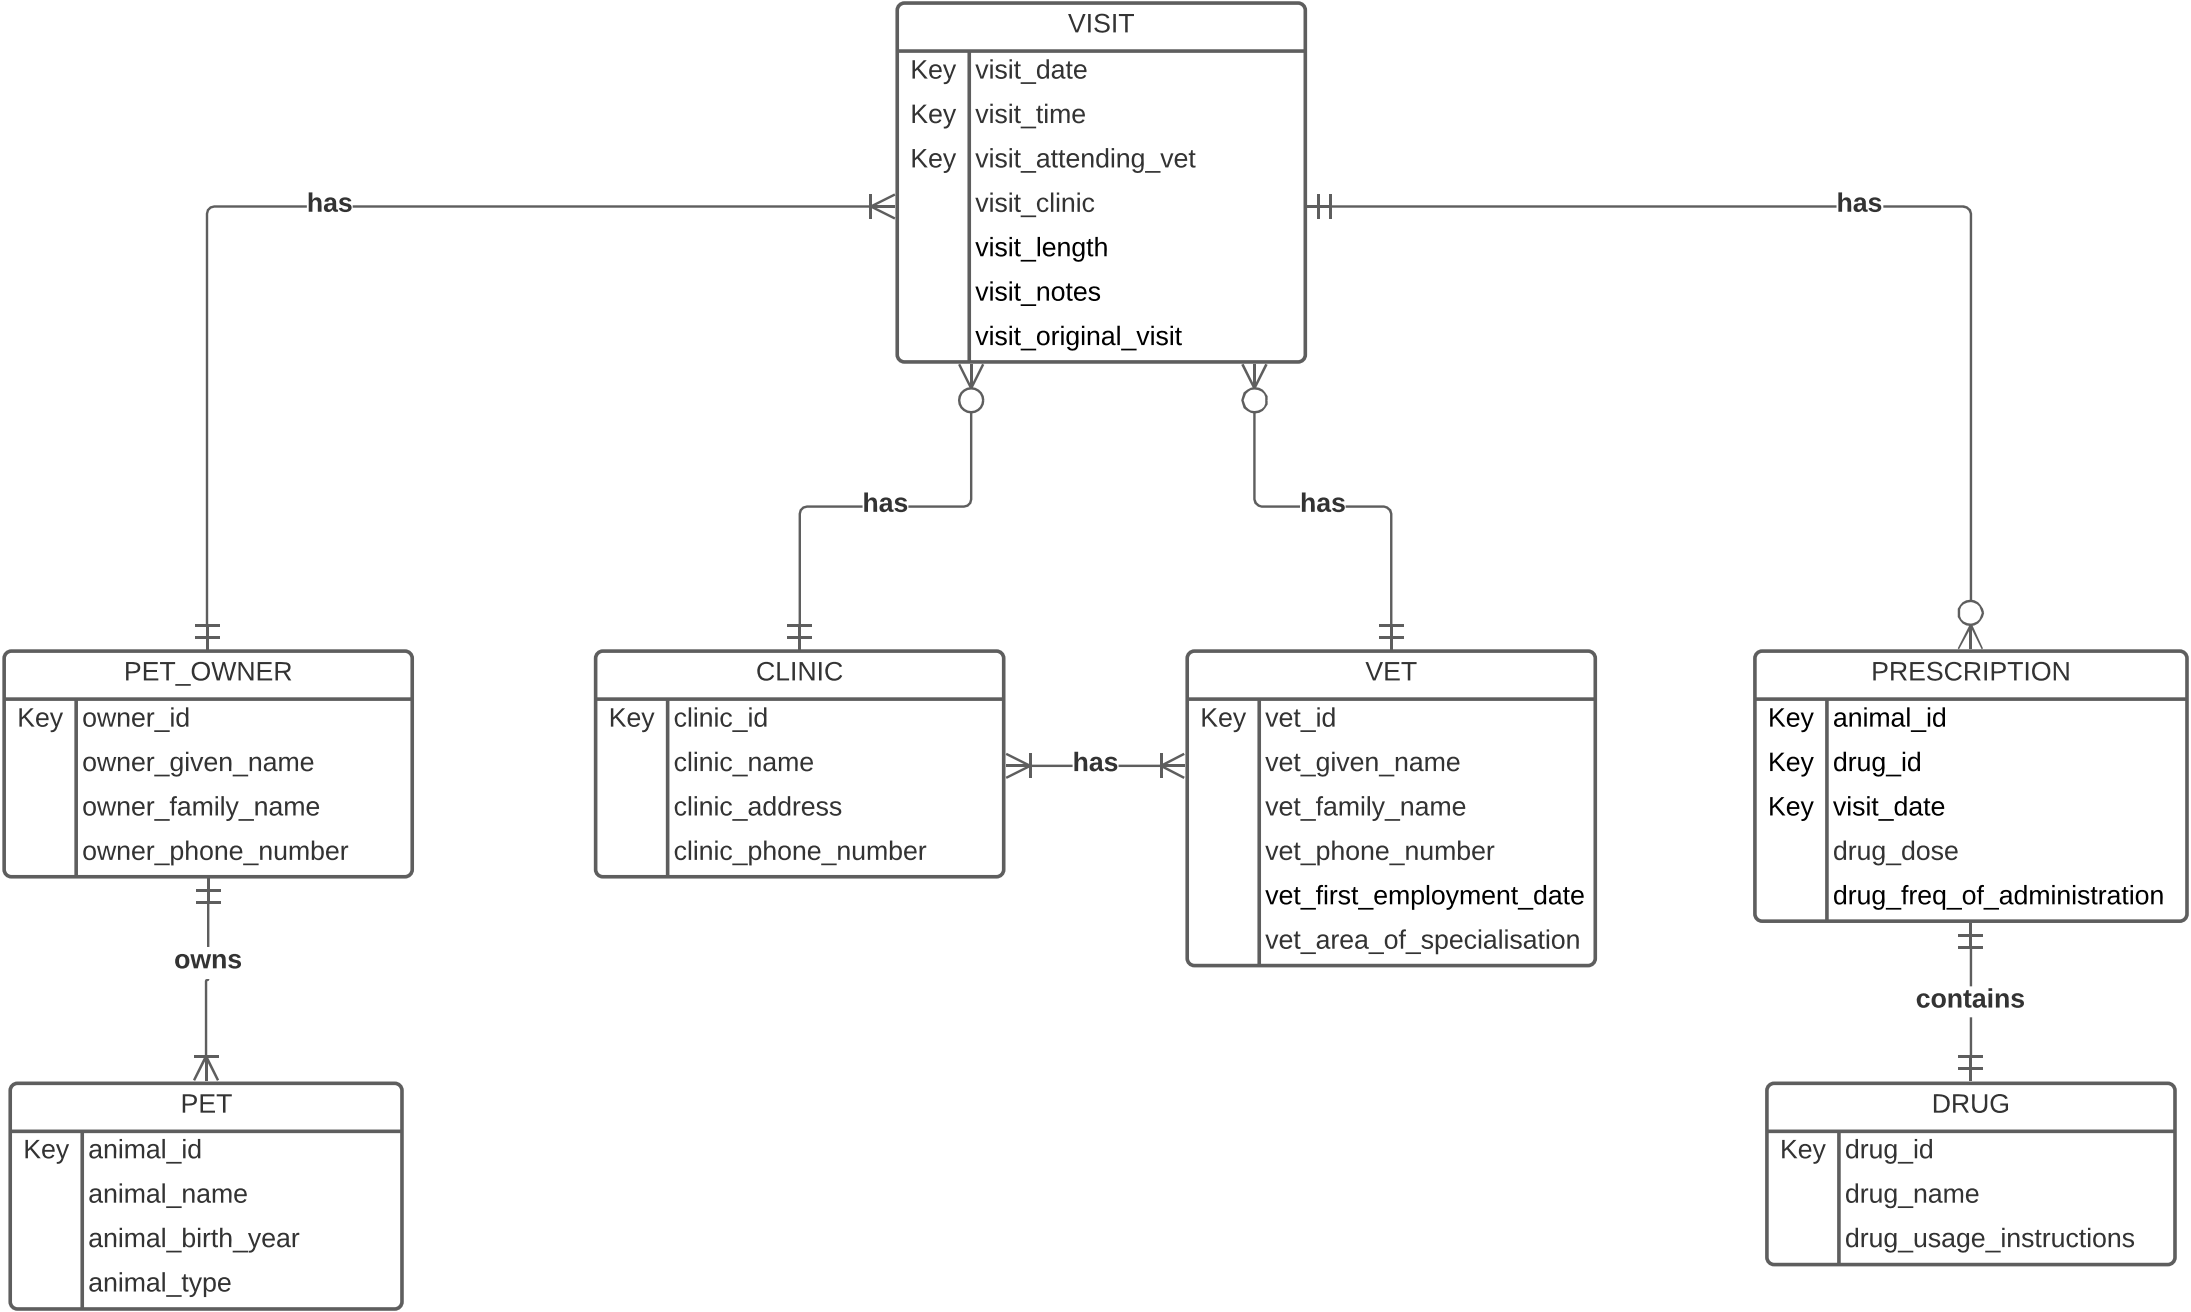 VISIT
Key visit_date
Key visit_time
Key visit_attending_vet
visit_clinic
visit_length
visit_notes
visit_original_visit
has
has
has
has
PET_OWNER
Key owner_id
owner_given_name
owner_family_name
owner_phone_number
CLINIC
Key clinic_id
clinic_name
clinic_address
clinic_phone_number
has
VET
Key vet_id
vet_given_name
vet_family_name
vet_phone_number
vet_first_employment_date
vet_area_of_specialisation
PRESCRIPTION
Key animal_id
Key drug_id
Key visit_date
drug_dose
drug_freq_of_administration
owns
contains
PET
Key animal_id
animal_name
animal_birth_year
animal_type
DRUG
Key drug_id
drug_name
drug_usage_instructions